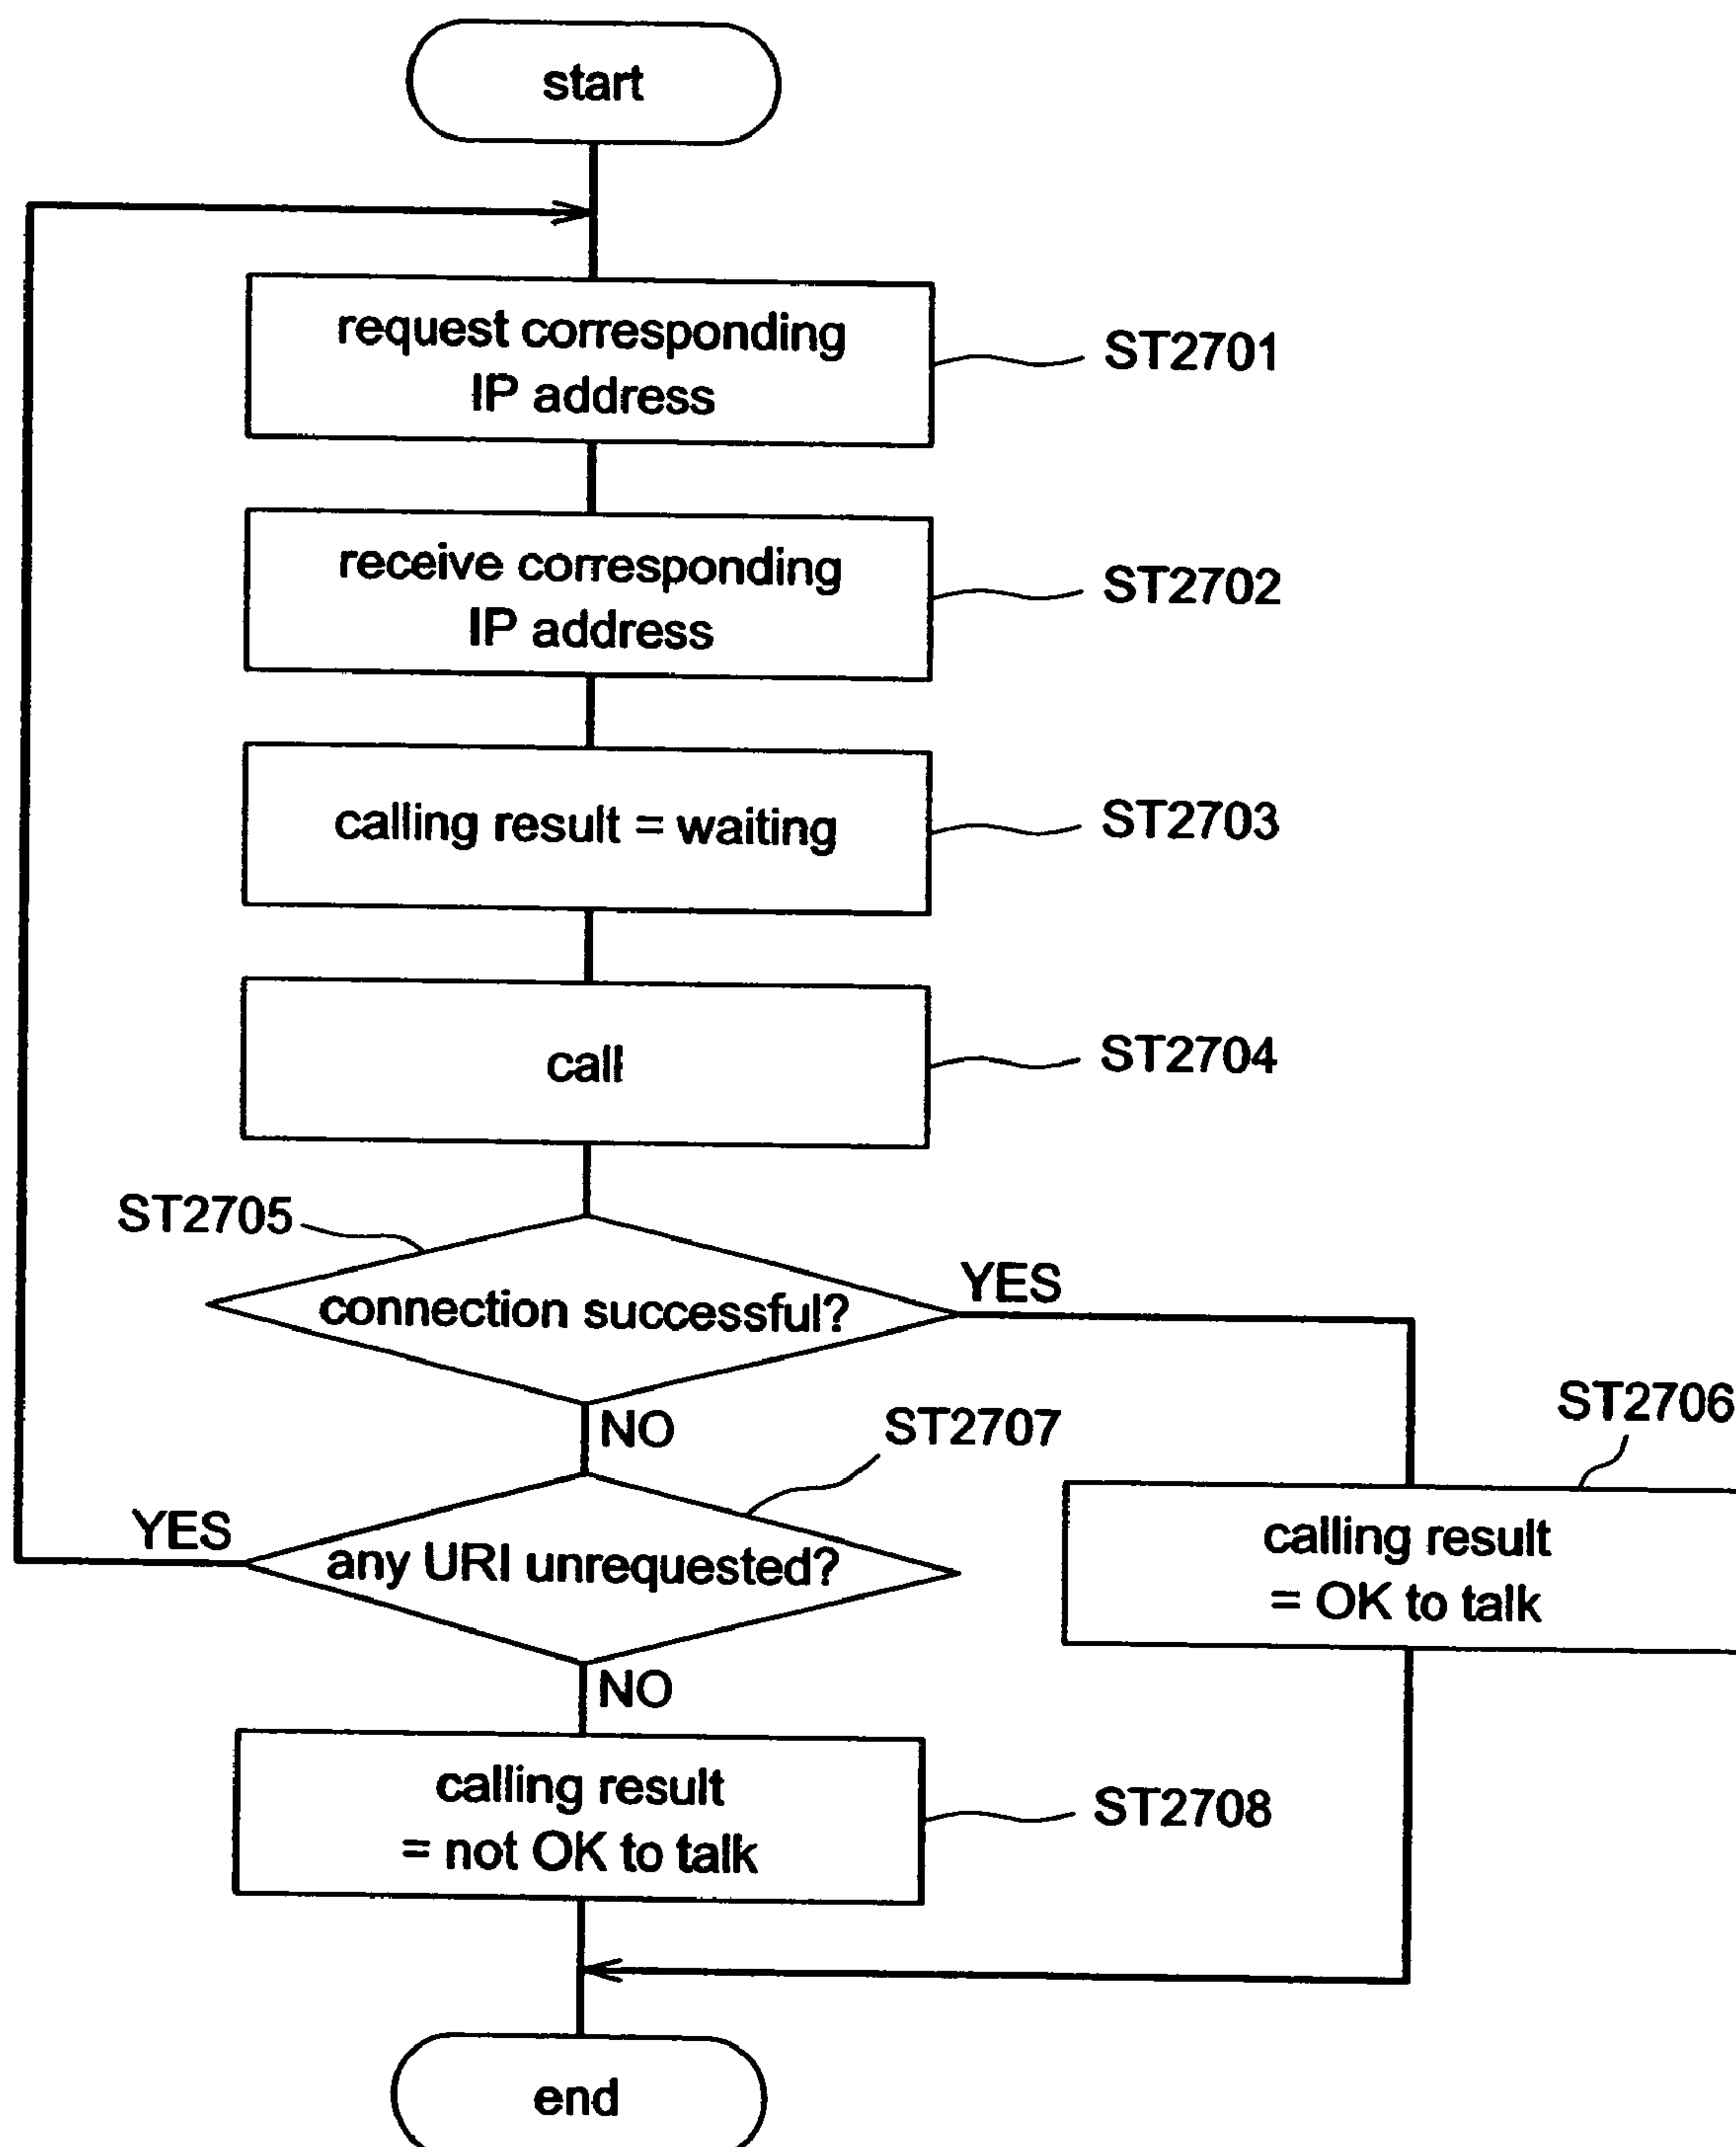 start
request corresponding
IP address
ST2701
receive corresponding
IP address
ST2702
calling result = waiting
ST2703
call
ST2704
ST2705
connection successful?
YES
NO
ST2707
ST2706
YES
any URI unrequested?
calling result
= OK to talk
NO
calling result
= not OK to talk
ST2708
end